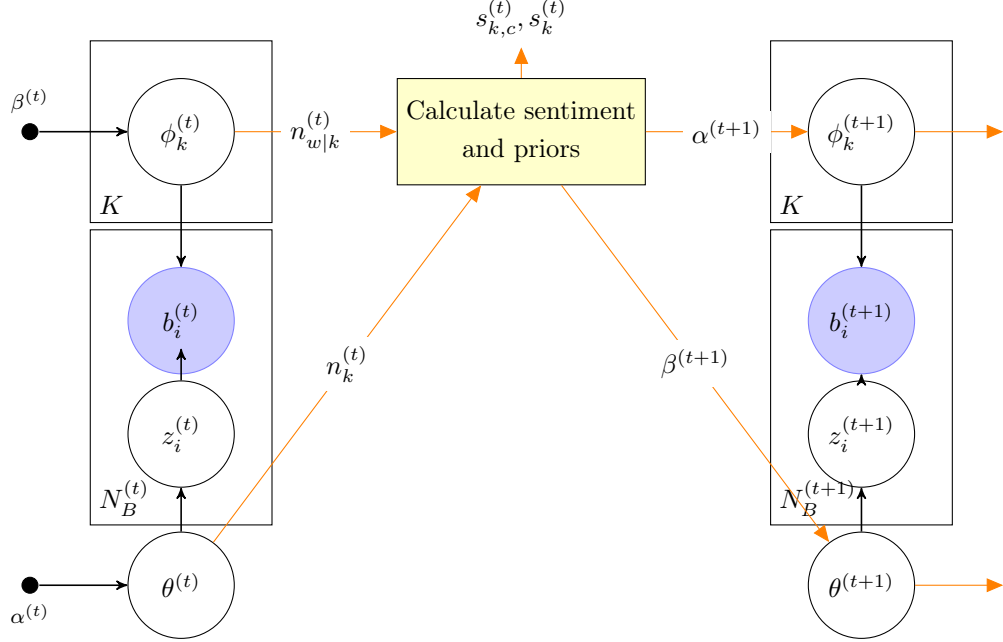 s_{k,c}^{(t)}, s_k^{(t)}
β^{(t)}
φ_k^{(t)}
n_{w|k}^{(t)}
Calculate sentiment
and priors
α^{(t+1)}
φ_k^{(t+1)}
K
K
b_i^{(t)}
b_i^{(t+1)}
n_k^{(t)}
β^{(t+1)}
z_i^{(t)}
z_i^{(t+1)}
N_B^{(t)}
N_B^{(t+1)}
θ^{(t)}
θ^{(t+1)}
α^{(t)}